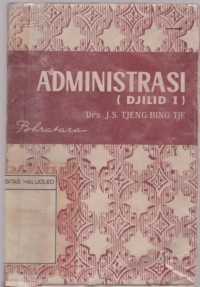 ADMINISTRASI
( DJILID I )
Drs. J.S. TJENG BING TJE
Bhratara
SITAS HALUOLEO